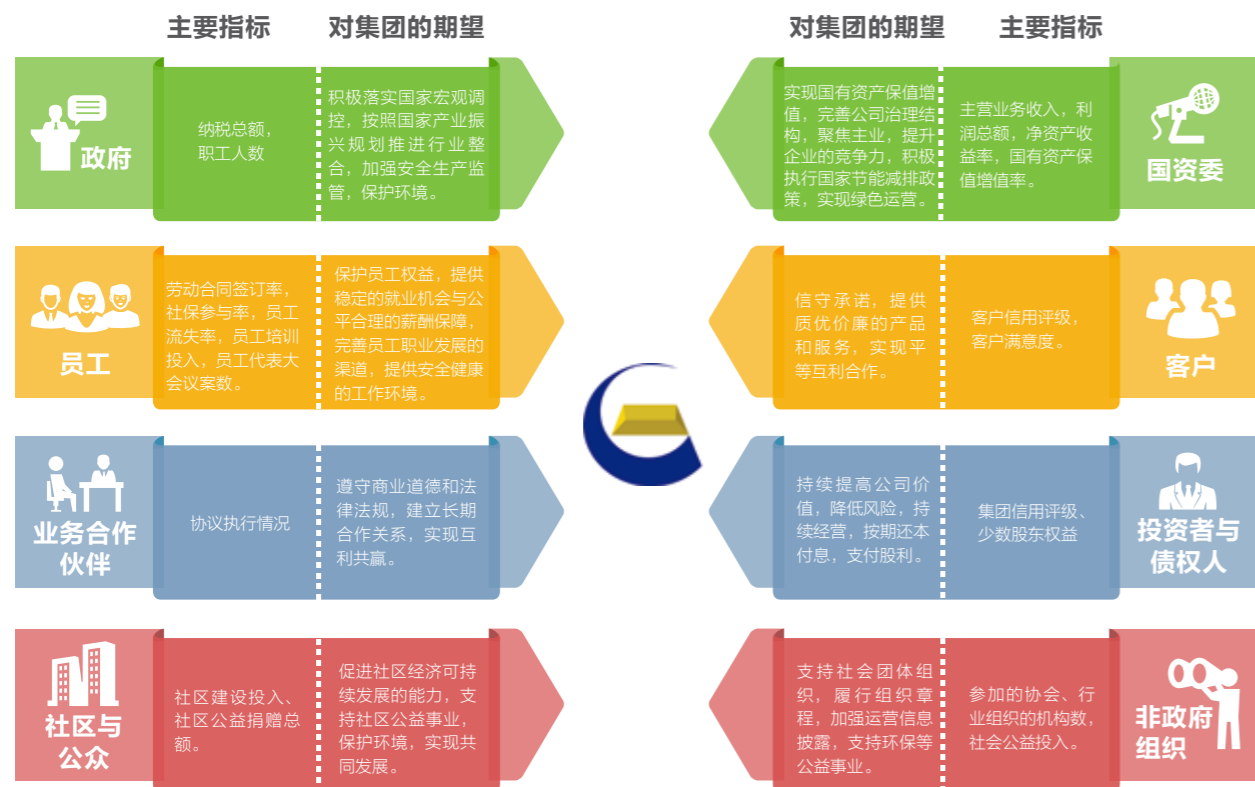 主要指标
对集团的期望
政府
纳税总额，
职工人数
积极落实国家宏观调
控，按照国家产业振
兴规划推进行业整
合，加强安全生产监
管，保护环境。
员工
劳动合同签订率，
社保参与率，员工
流失率，员工培训
投入，员工代表大
会议案数。
保护员工权益，提供
稳定的就业机会与公
平合理的薪酬保障，
完善员工职业发展的
渠道，提供安全健康
的工作环境。
业务合作
伙伴
协议执行情况
遵守商业道德和法
律法规，建立长期
合作关系，实现互
利共赢。
社区与
公众
社区建设投入、
社区公益捐赠总
额。
促进社区经济可持
续发展的能力，支
持社区公益事业，
保护环境，实现共
同发展。
对集团的期望
主要指标
实现国有资产保值增
值，完善公司治理结
构，聚焦主业，提升
企业的竞争力，积极
执行国家节能减排政
策，实现绿色运营。
主营业务收入，利
润总额，净资产收
益率，国有资产保
值增值率。
国资委
信守承诺，提供
质优价廉的产品
和服务，实现平
等互利合作。
客户信用评级，
客户满意度。
客户
持续提高公司价
值，降低风险，持
续经营，按期还本
付息，支付股利。
集团信用评级、
少数股东权益
投资者与
债权人
支持社会团体组
织，履行组织章
程，加强运营信息
披露，支持环保等
公益事业。
参加的协会、行
业组织的机构数，
社会公益投入。
非政府
组织